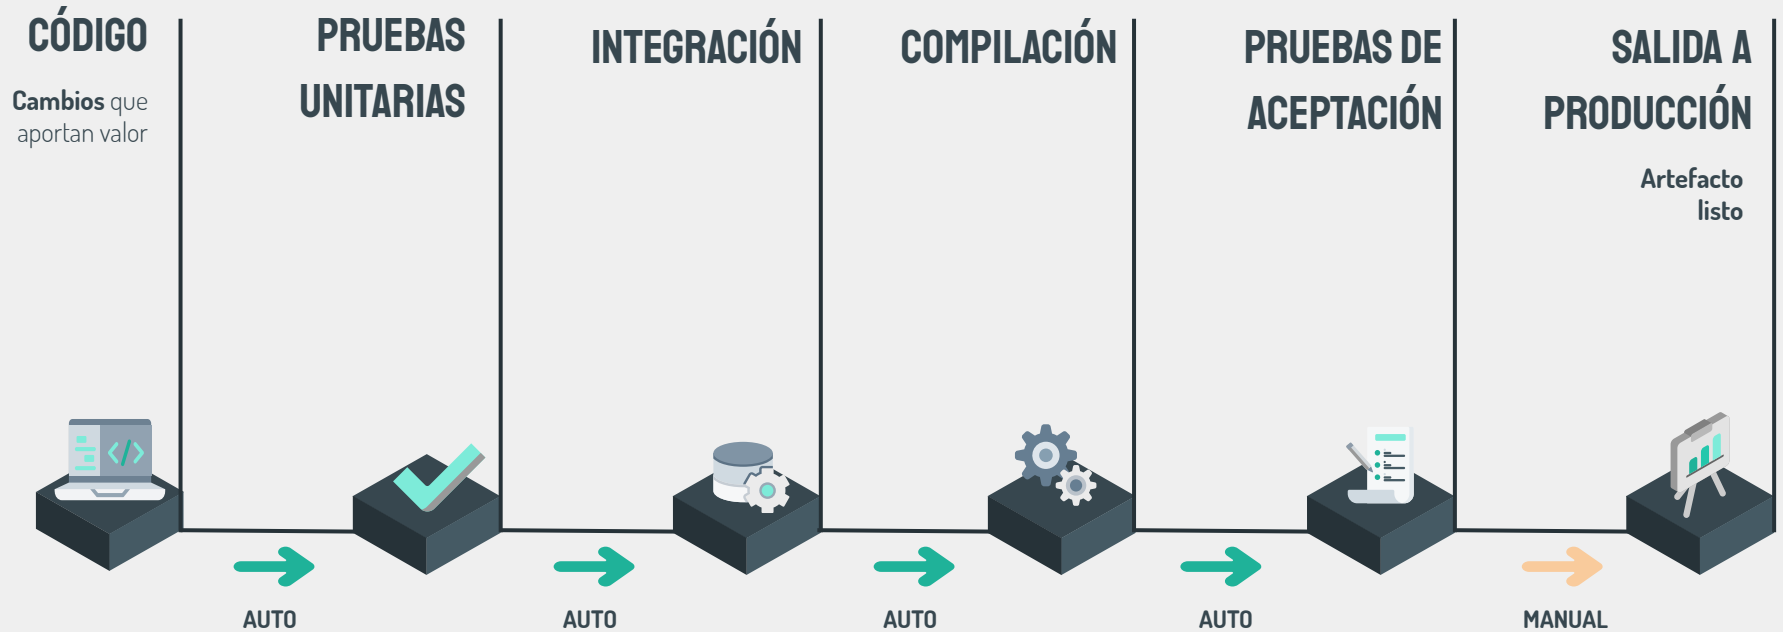 CÓDIGO
Cambios que
aportan valor
PRUEBAS
UNITARIAS
INTEGRACIÓN
COMPILACIÓN
PRUEBAS DE
ACEPTACIÓN
SALIDA A
PRODUCCIÓN
Artefacto
listo
AUTO
AUTO
AUTO
AUTO
MANUAL